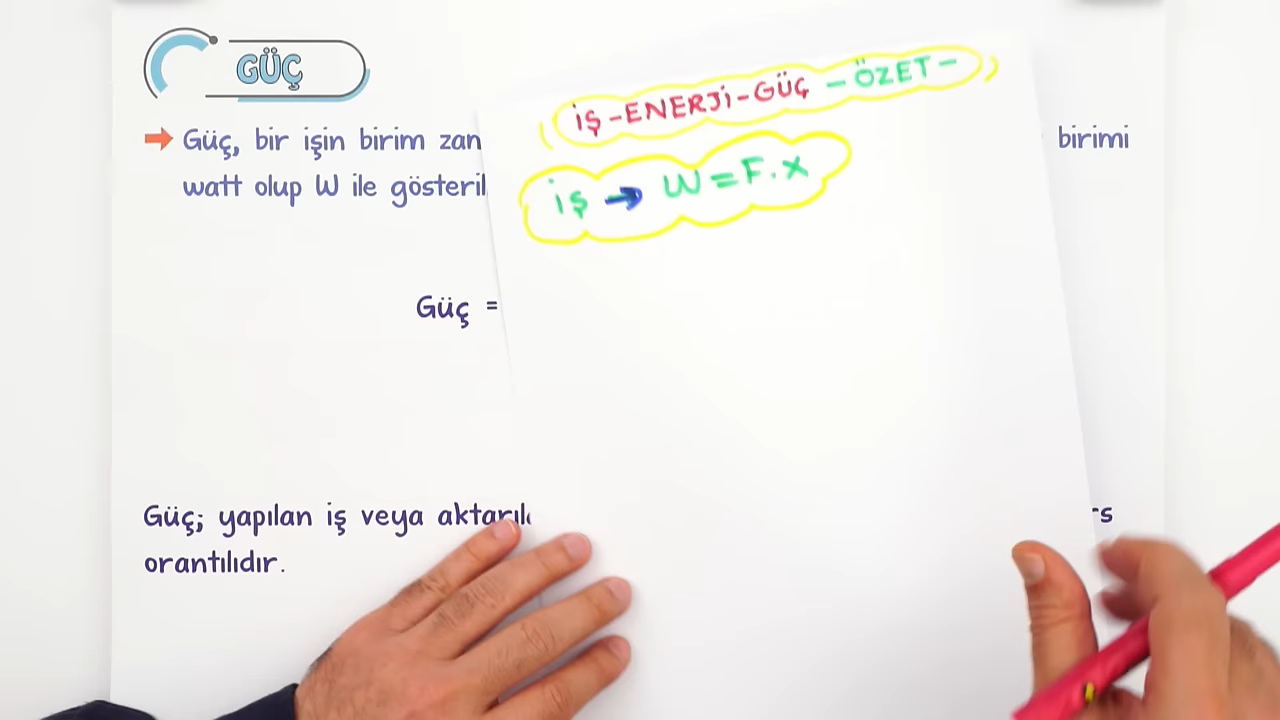 GÜÇ
Güç, bir işin birim zan
birimi
watt olup W ile gösteril
Güç =
Güç; yapılan iş veya aktarıl
rs
orantılıdır.
İŞ-ENERJİ-GÜÇ - ÖZET -
İŞ → W = F.X